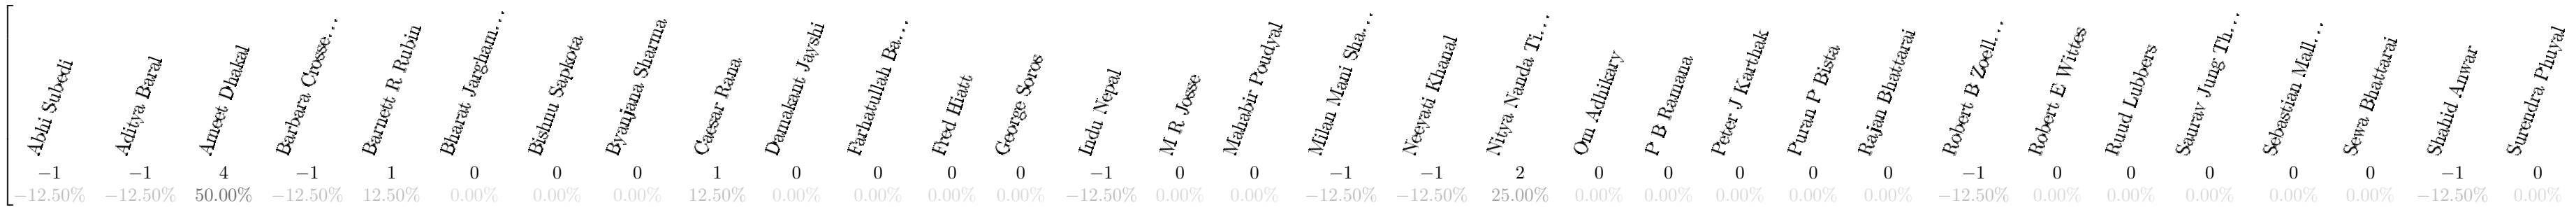 Abhi Subedi Aditya Baral Ameet Dhakal Barbara Crosse... Barnett R Rubin Bharat Jargham... Bishnu Sapkota Byanjana Sharma Caesar Rana Damakant Jayshi Farhatullah Ba... Fred Hiatt George Soros Indu Nepal M R Josse Mahabir Poudyal Milan Mani Sha... Neeyati Khanal Nitya Nanda Ti... Om Adhikary P B Ramana Peter J Karthak Puran P Bista Rajan Bhattarai Robert B Zoell... Robert E Wittes Ruud Lubbers Saurav Jung Th... Sebastian Mall... Sewa Bhattarai Shahid Anwar Surendra Phuyal
−1 −1 4 −1 1 0 0 0 1 0 0 0 0 −1 0 0 −1 −1 2 0 0 0 0 0 −1 0 0 0 0 0 −1 0
−12.50% −12.50% 50.00% −12.50% 12.50% 0.00% 0.00% 0.00% 12.50% 0.00% 0.00% 0.00% 0.00% −12.50% 0.00% 0.00% −12.50% −12.50% 25.00% 0.00% 0.00% 0.00% 0.00% 0.00% −12.50% 0.00% 0.00% 0.00% 0.00% 0.00% −12.50% 0.00%